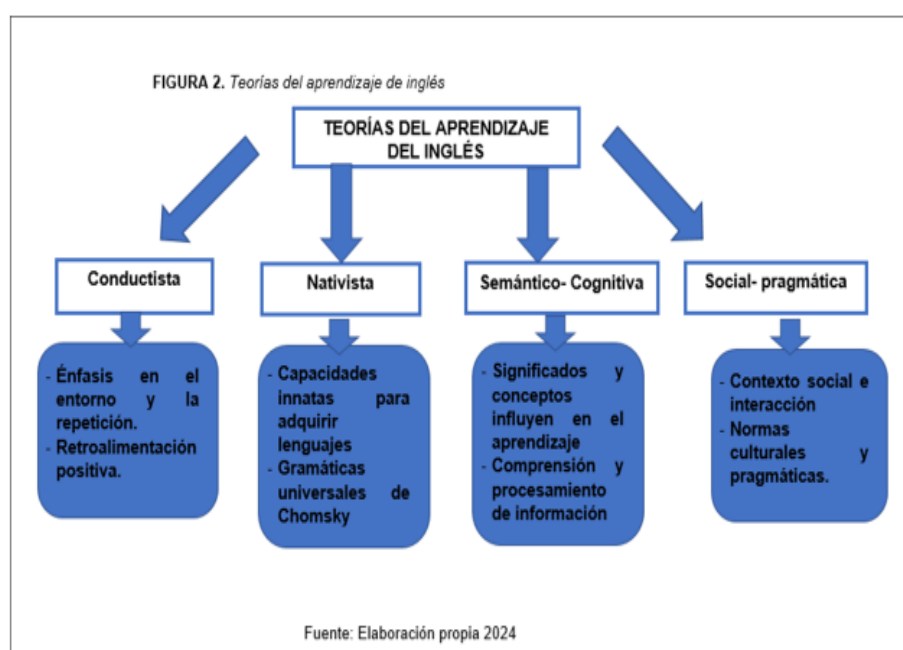 FIGURA 2. Teorías del aprendizaje de inglés
TEORÍAS DEL APRENDIZAJE
DEL INGLÉS
Conductista
- Énfasis en el
entorno y la
repetición.
- Retroalimentación
positiva.
Nativista
- Capacidades
innatas para
adquirir
lenguajes
- Gramáticas
universales de
Chomsky
Semántico- Cognitiva
- Significados y
conceptos
influyen en el
aprendizaje
- Comprensión y
procesamiento
de información
Social- pragmática
- Contexto social e
interacción
- Normas
culturales y
pragmáticas.
Fuente: Elaboración propia 2024